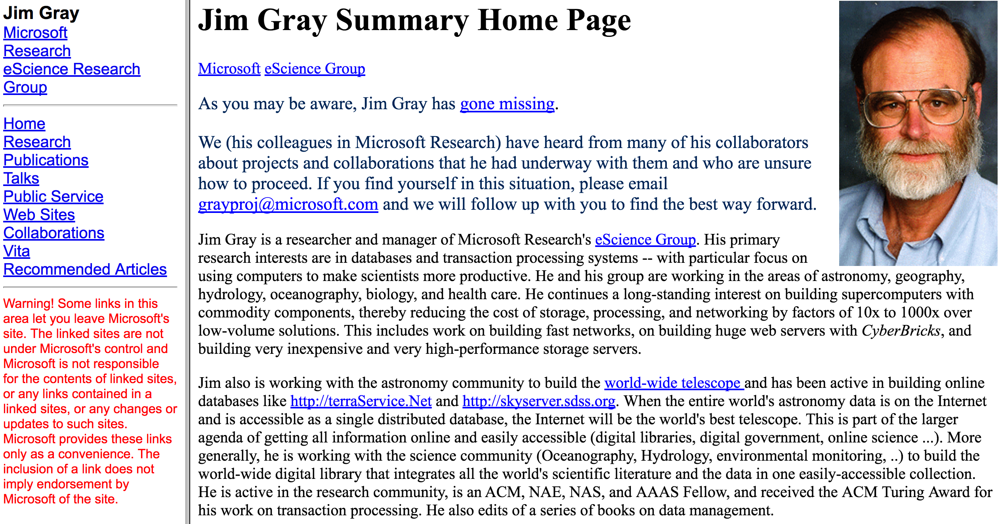 Jim Gray
Microsoft
Research
eScience Research
Group
Home
Research
Publications
Talks
Public Service
Web Sites
Collaborations
Vita
Recommended Articles
Warning! Some links in this
area let you leave Microsoft's
site. The linked sites are not
under Microsoft's control and
Microsoft is not responsible
for the contents of linked sites,
or any links contained in a
linked sites, or any changes or
updates to such sites.
Microsoft provides these links
only as a convenience. The
inclusion of a link does not
imply endorsement by
Microsoft of the site.
Jim Gray Summary Home Page
Microsoft eScience Group
As you may be aware, Jim Gray has gone missing.
We (his colleagues in Microsoft Research) have heard from many of his collaborators
about projects and collaborations that he had underway with them and who are unsure
how to proceed. If you find yourself in this situation, please email
grayproj@microsoft.com and we will follow up with you to find the best way forward.
Jim Gray is a researcher and manager of Microsoft Research's eScience Group. His primary
research interests are in databases and transaction processing systems -- with particular focus on
using computers to make scientists more productive. He and his group are working in the areas of astronomy, geography,
hydrology, oceanography, biology, and health care. He continues a long-standing interest on building supercomputers with
commodity components, thereby reducing the cost of storage, processing, and networking by factors of 10x to 1000x over
low-volume solutions. This includes work on building fast networks, on building huge web servers with CyberBricks, and
building very inexpensive and very high-performance storage servers.
Jim also is working with the astronomy community to build the world-wide telescope and has been active in building online
databases like http://terraService.Net and http://skyserver.sdss.org. When the entire world's astronomy data is on the Internet
and is accessible as a single distributed database, the Internet will be the world's best telescope. This is part of the larger
agenda of getting all information online and easily accessible (digital libraries, digital government, online science ...). More
generally, he is working with the science community (Oceanography, Hydrology, environmental monitoring, ..) to build the
world-wide digital library that integrates all the world's scientific literature and the data in one easily-accessible collection.
He is active in the research community, is an ACM, NAE, NAS, and AAAS Fellow, and received the ACM Turing Award for
his work on transaction processing. He also edits of a series of books on data management.